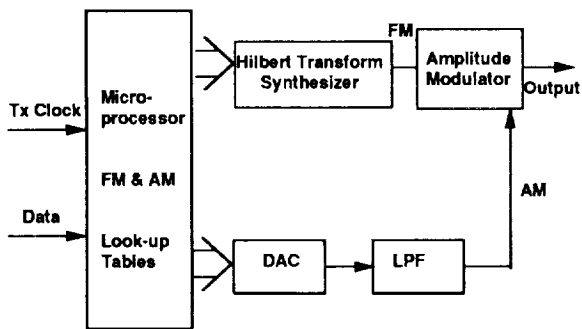 Tx Clock
Data
Micro-
processor
FM & AM
Look-up
Tables
Hilbert Transform
Synthesizer
FM
Amplitude
Modulator
Output
AM
DAC
LPF